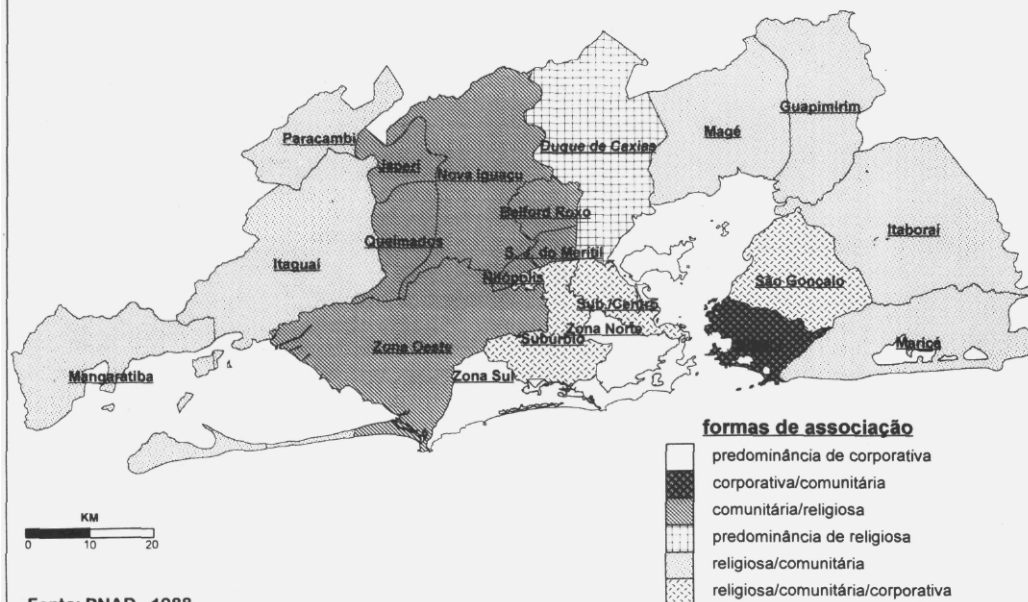 Guapimirim
Magé
Paracambi
Duque de Caxias
Japeri
Nova Iguaçu
Belford Roxo
Itaboraí
Queimados
S. J. do Meriti
Itaguaí
Nilópolis
São Gonçalo
Sub./Centro
Zona Norte
Subúrbio
Maricá
Zona Oeste
Zona Sul
Mangaratiba
formas de associação
predominância de corporativa
corporativa/comunitária
comunitária/religiosa
predominância de religiosa
religiosa/comunitária
religiosa/comunitária/corporativa
KM
0 10 20
Fonte: PNAD, 1988